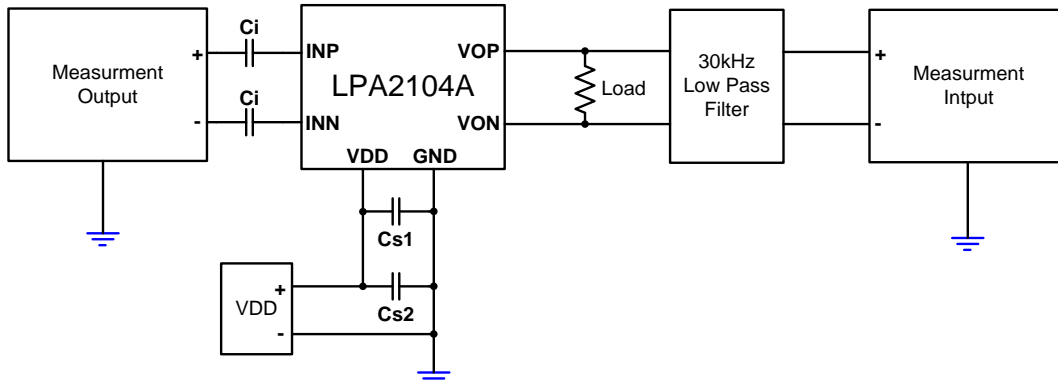 Measurment
Output
+
-
Ci
Ci
INP
INN
LPA2104A
VDD
GND
VOP
VON
Load
30kHz
Low Pass
Filter
+
-
Measurment
Intput
Cs1
Cs2
VDD
+
-